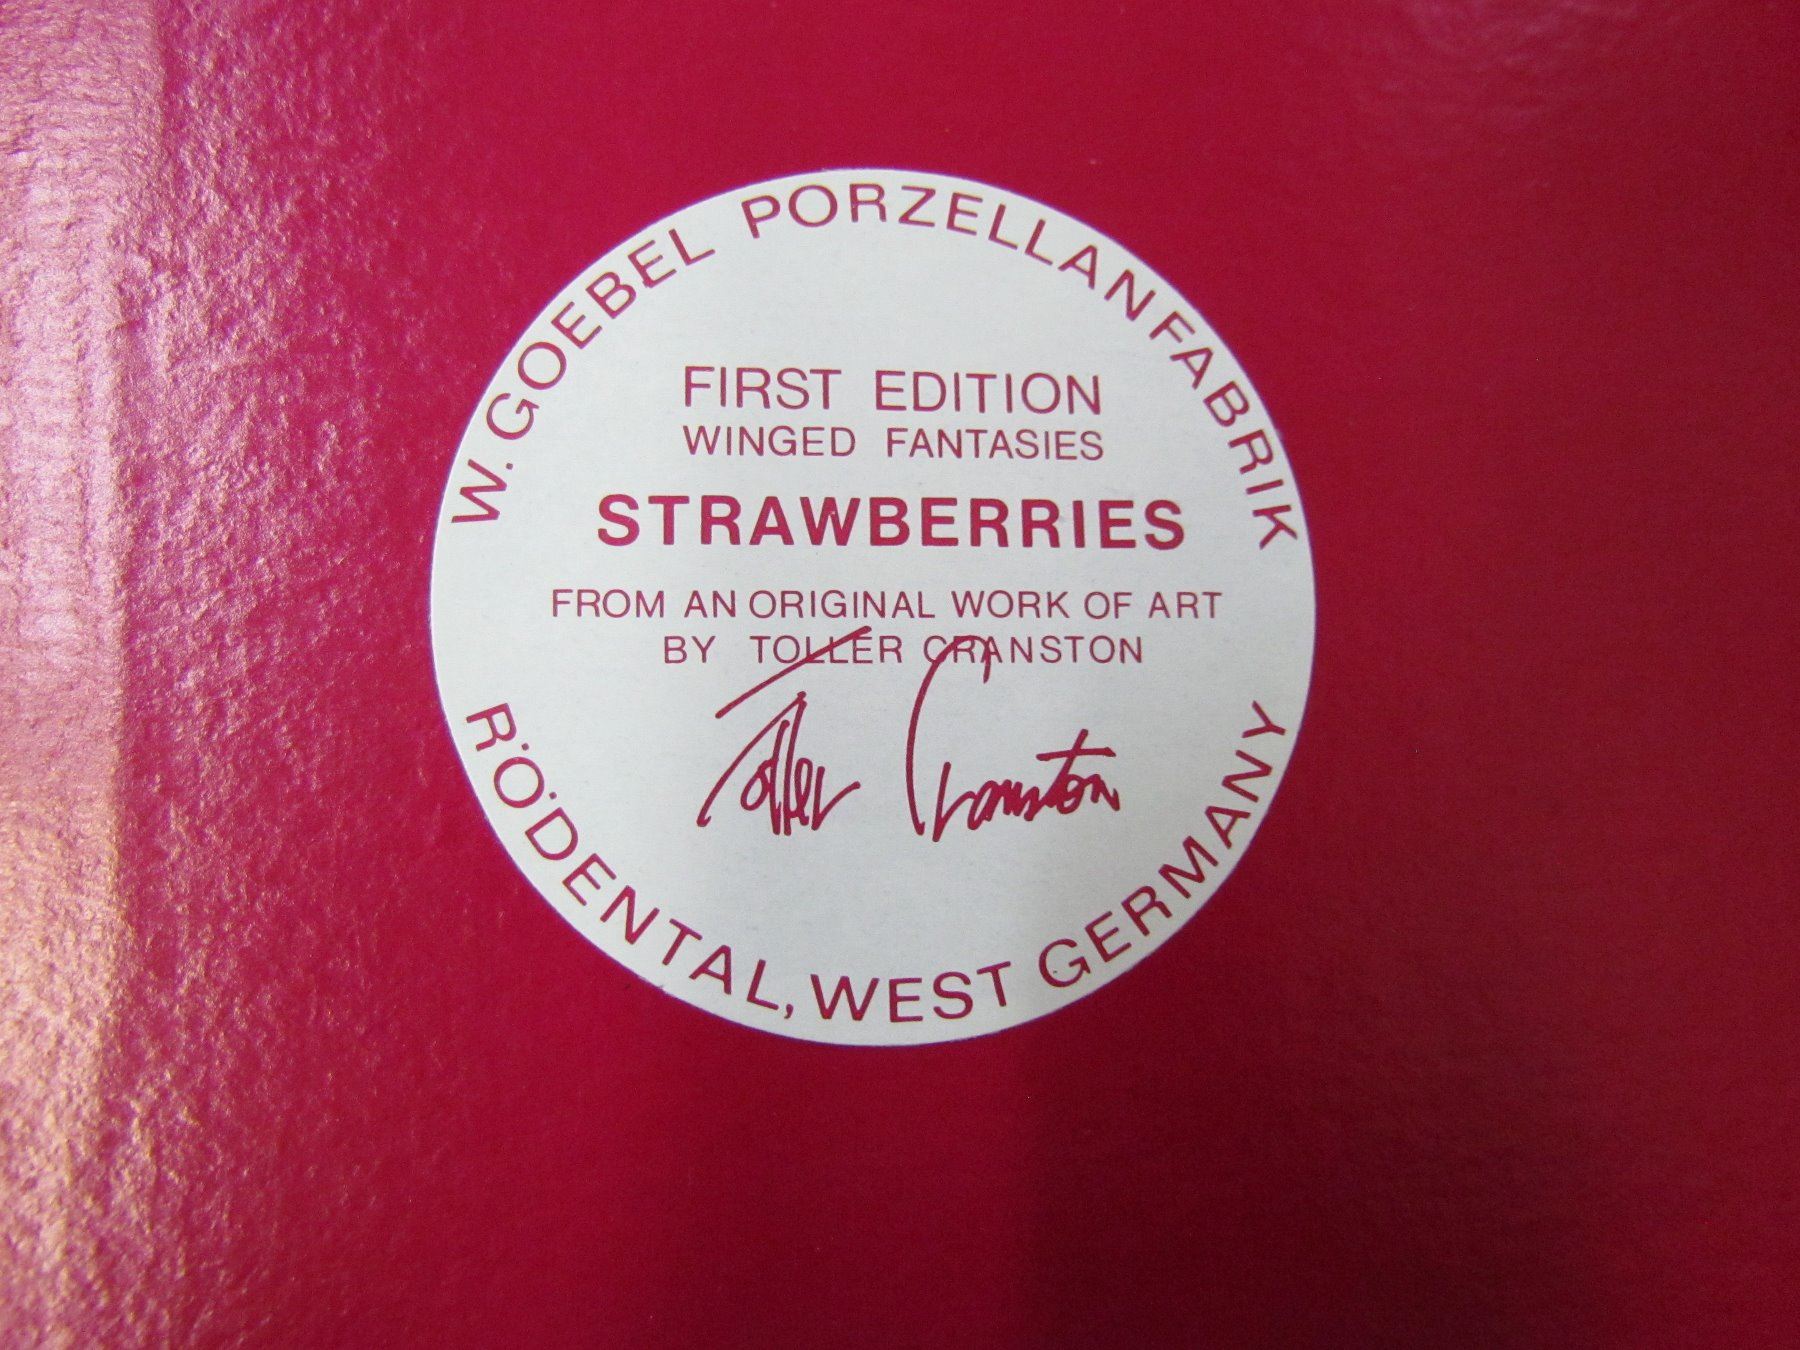 W. GOEBEL PORZELLANFABRIK
FIRST EDITION
WINGED FANTASIES
STRAWBERRIES
FROM AN ORIGINAL WORK OF ART
BY TOLLER CRANSTON
Toller Cranston
RÖDENTAL, WEST GERMANY